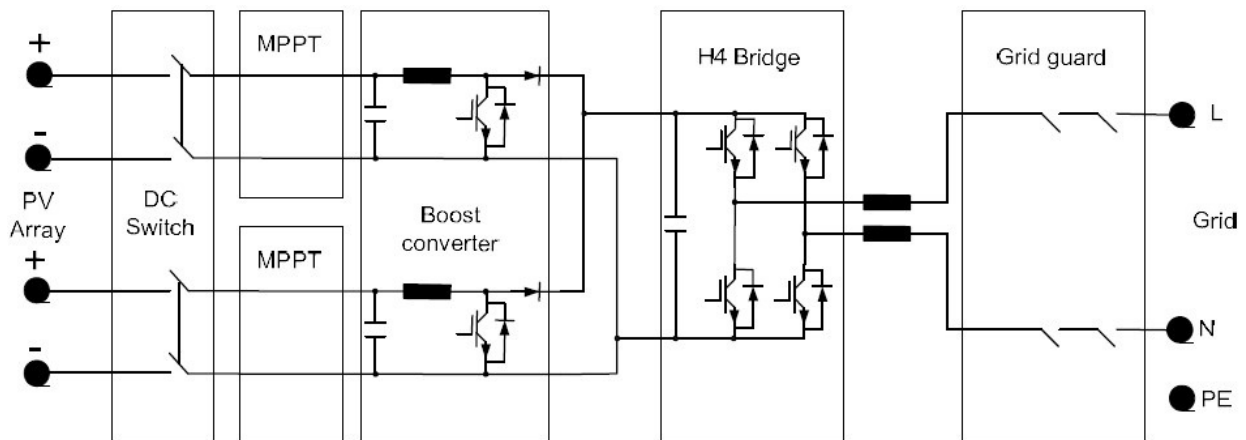 +
-
PV
Array
+
-
DC
Switch
MPPT
MPPT
Boost
converter
H4 Bridge
Grid guard
L
Grid
N
PE